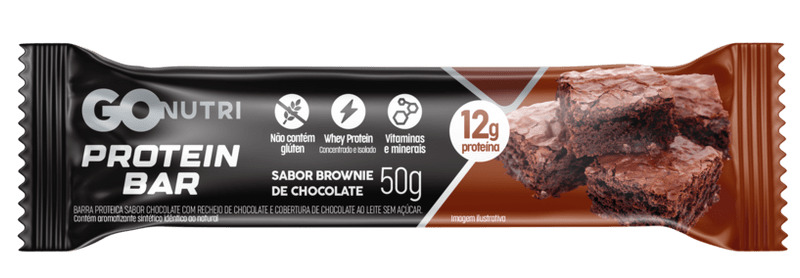 GO NUTRI
PROTEIN
BAR
Não contém
glúten
Whey Protein
Concentrado e isolado
Vitaminas
e minerais
SABOR BROWNIE
DE CHOCOLATE
50g
12g
proteína
BARRA PROTEICA SABOR CHOCOLATE COM RECHEIO DE CHOCOLATE E COBERTURA DE CHOCOLATE AO LEITE SEM AÇÚCAR.
Contém aromatizante sintético idêntico ao natural
Imagem ilustrativa